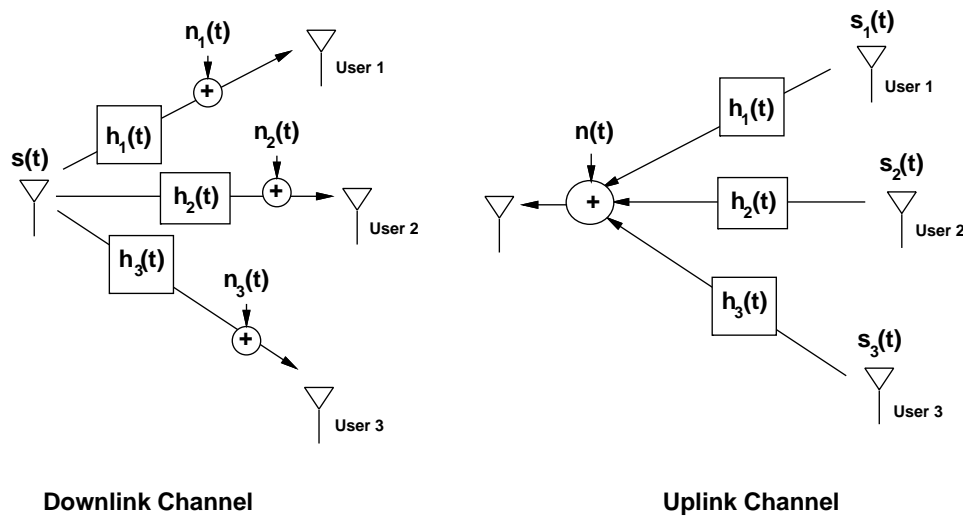 n1(t)
User 1
h1(t)
+
s(t)
n2(t)
h2(t)
+
User 2
h3(t)
n3(t)
+
User 3
Downlink Channel
s1(t)
User 1
h1(t)
n(t)
s2(t)
+
h2(t)
User 2
h3(t)
s3(t)
User 3
Uplink Channel